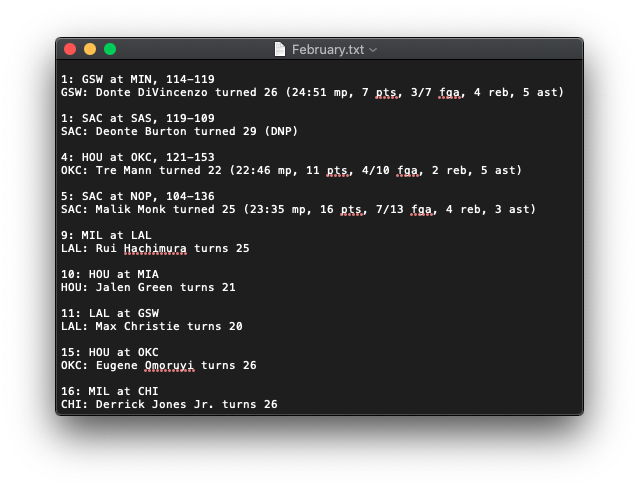 February.txt
1: GSW at MIN, 114–119
GSW: Donte DiVincenzo turned 26 (24:51 mp, 7 pts, 3/7 fga, 4 reb, 5 ast)
1: SAC at SAS, 119–109
SAC: Deonte Burton turned 29 (DNP)
4: HOU at OKC, 121–153
OKC: Tre Mann turned 22 (22:46 mp, 11 pts, 4/10 fga, 2 reb, 5 ast)
5: SAC at NOP, 104–136
SAC: Malik Monk turned 25 (23:35 mp, 16 pts, 7/13 fga, 4 reb, 3 ast)
9: MIL at LAL
LAL: Rui Hachimura turns 25
10: HOU at MIA
HOU: Jalen Green turns 21
11: LAL at GSW
LAL: Max Christie turns 20
15: HOU at OKC
OKC: Eugene Omoruyi turns 26
16: MIL at CHI
CHI: Derrick Jones Jr. turns 26